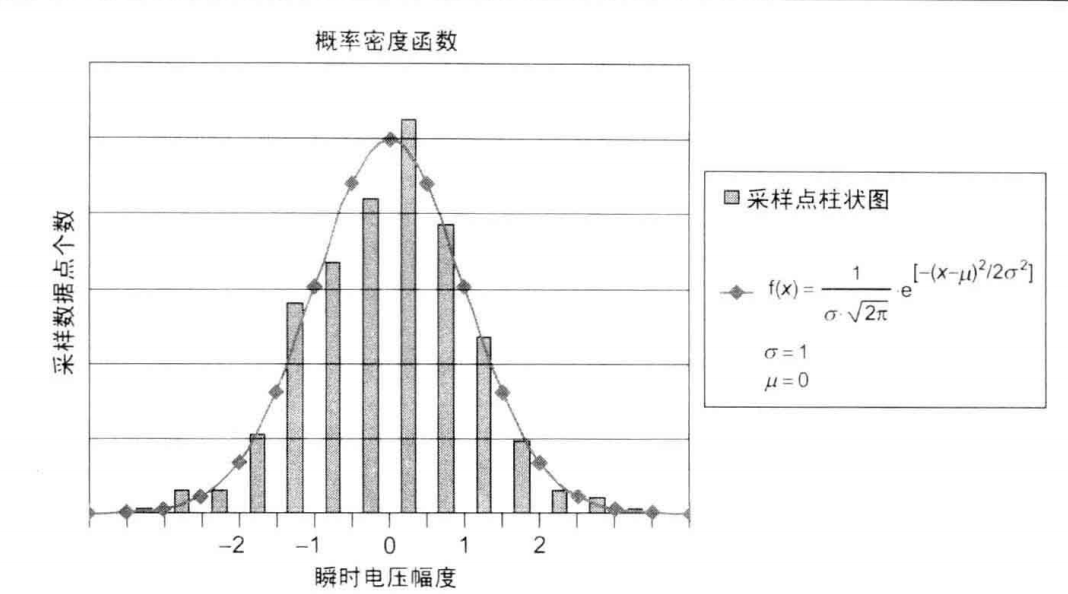 概率密度函数
采样数据点个数
−2 −1 0 1 2
瞬时电压幅度
采样点柱状图
f(x) = 1/(σ·√2π) ·e^[−(x−μ)²/2σ²]
σ = 1
μ = 0